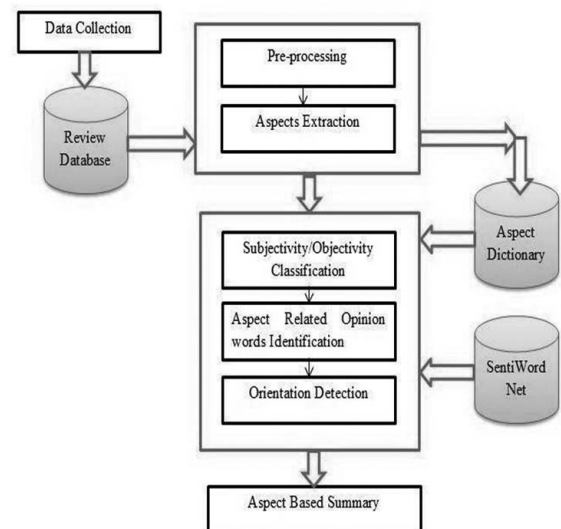 Data Collection
Pre-processing
Aspects Extraction
Review
Database
Aspect
Dictionary
Subjectivity/Objectivity
Classification
Aspect Related Opinion
words Identification
Orientation Detection
SentiWord
Net
Aspect Based Summary